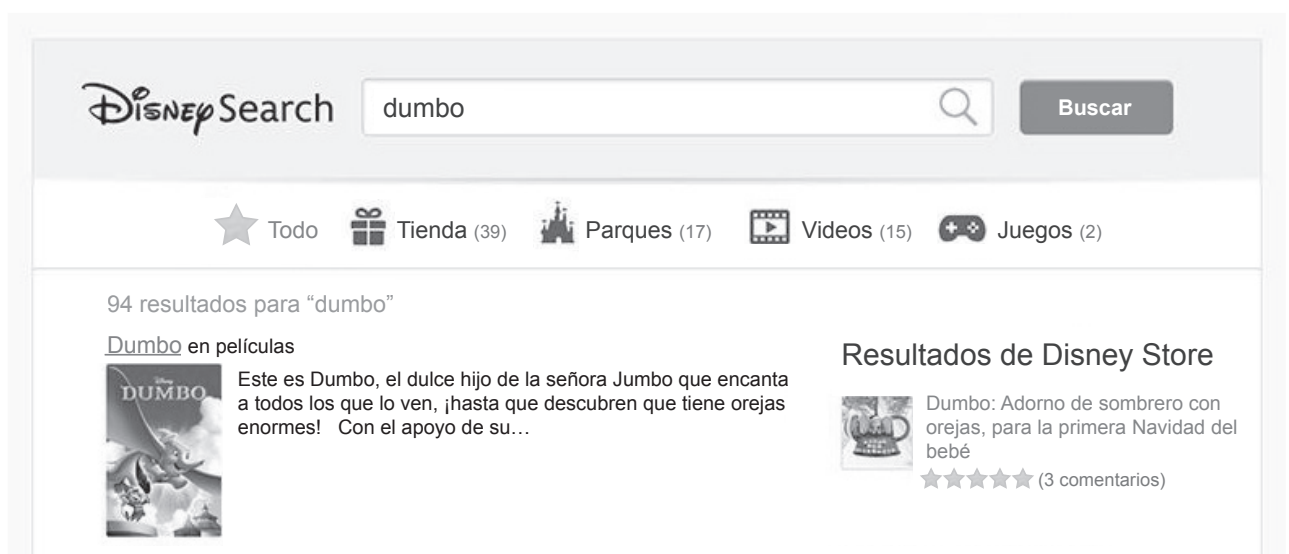 Disney Search
dumbo
Buscar
Todo
Tienda (39)
Parques (17)
Videos (15)
Juegos (2)
94 resultados para “dumbo”
Dumbo en películas
Disney
DUMBO
Este es Dumbo, el dulce hijo de la señora Jumbo que encanta
a todos los que lo ven, ¡hasta que descubren que tiene orejas
enormes! Con el apoyo de su…
Resultados de Disney Store
Dumbo: Adorno de sombrero con
orejas, para la primera Navidad del
bebé
(3 comentarios)